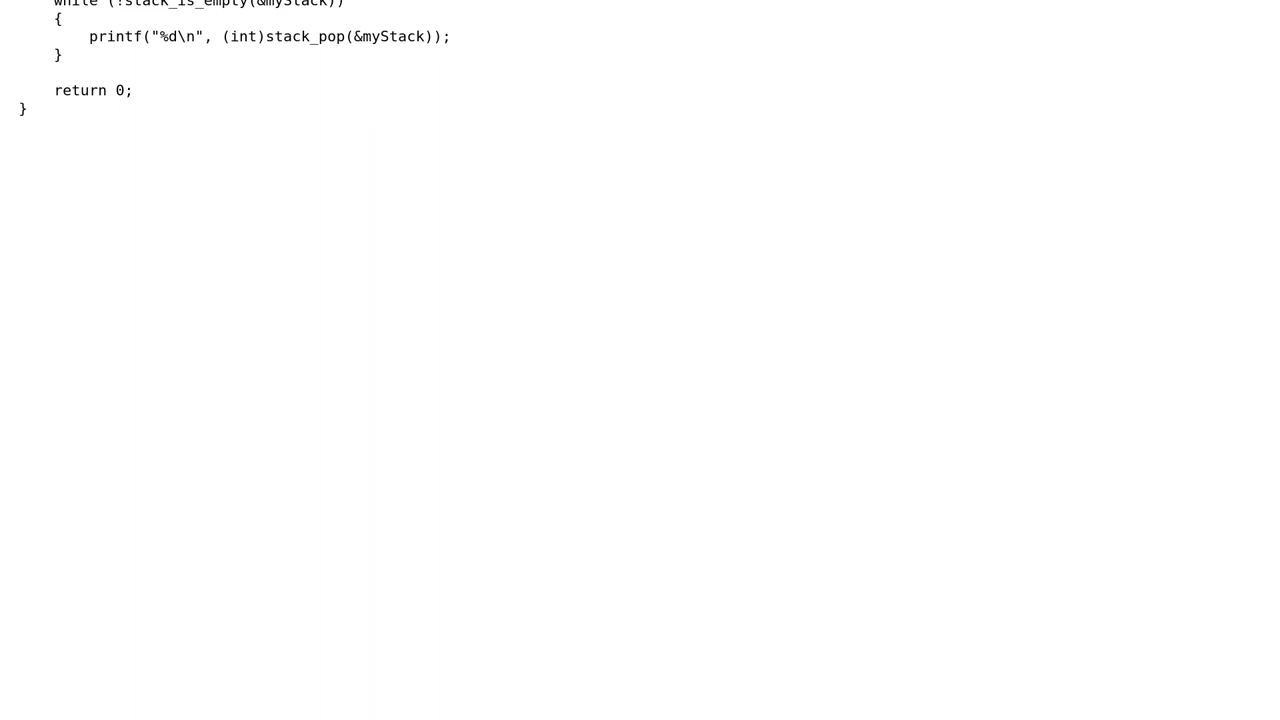 while (!stack_is_empty(&myStack))
{
printf("%d\n", (int)stack_pop(&myStack));
}
return 0;
}